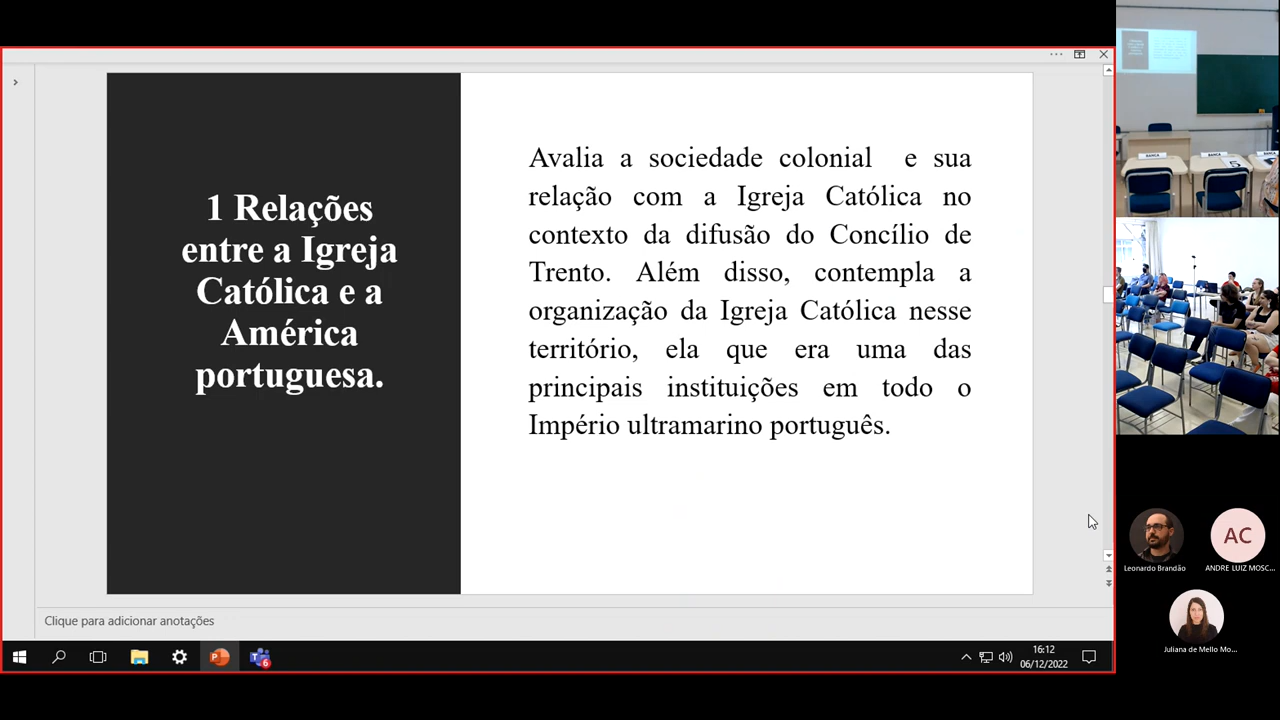 1 Relações
entre a Igreja
Católica e a
América
portuguesa.
Avalia a sociedade colonial e sua
relação com a Igreja Católica no
contexto da difusão do Concílio de
Trento. Além disso, contempla a
organização da Igreja Católica nesse
território, ela que era uma das
principais instituições em todo o
Império ultramarino português.
Clique para adicionar anotações
16:12
06/12/2022
6
BANCA
BANCA
AC
Leonardo Brandão
ANDRE LUIZ MOSC...
Juliana de Mello Mo...